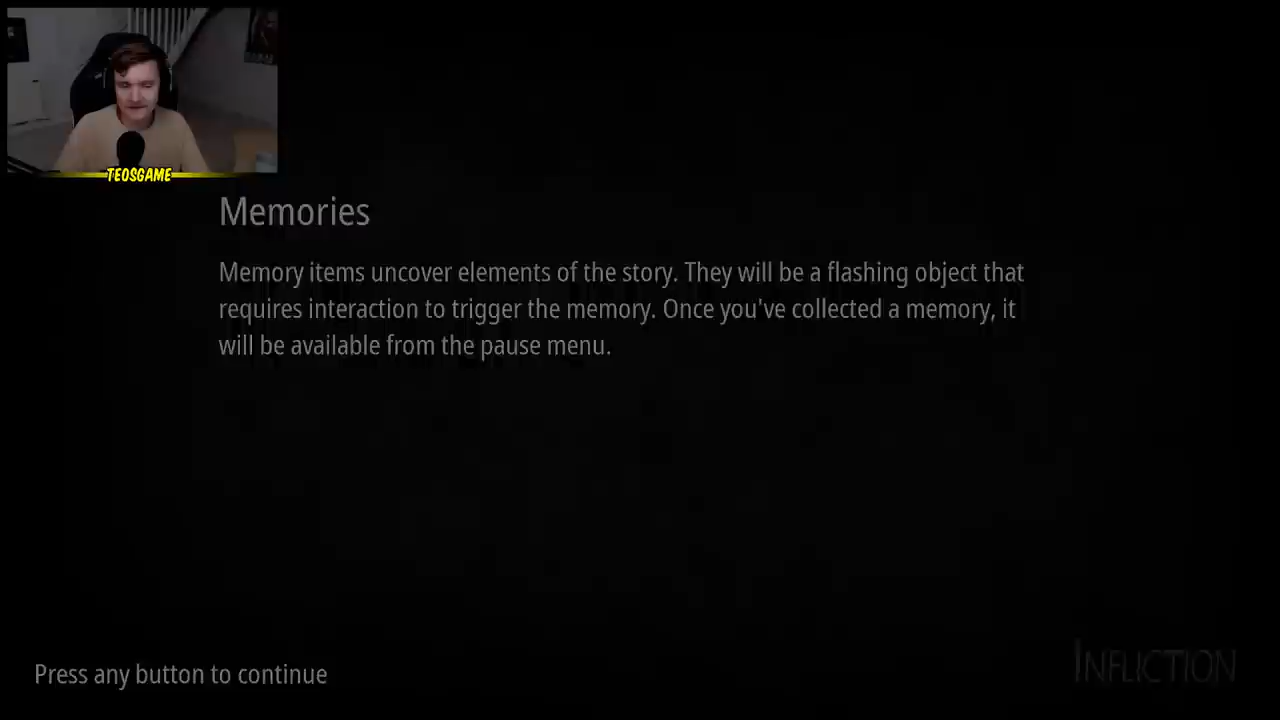 TEOSGAME
Memories
Memory items uncover elements of the story. They will be a flashing object that
requires interaction to trigger the memory. Once you've collected a memory, it
will be available from the pause menu.
Press any button to continue
INFLICTION